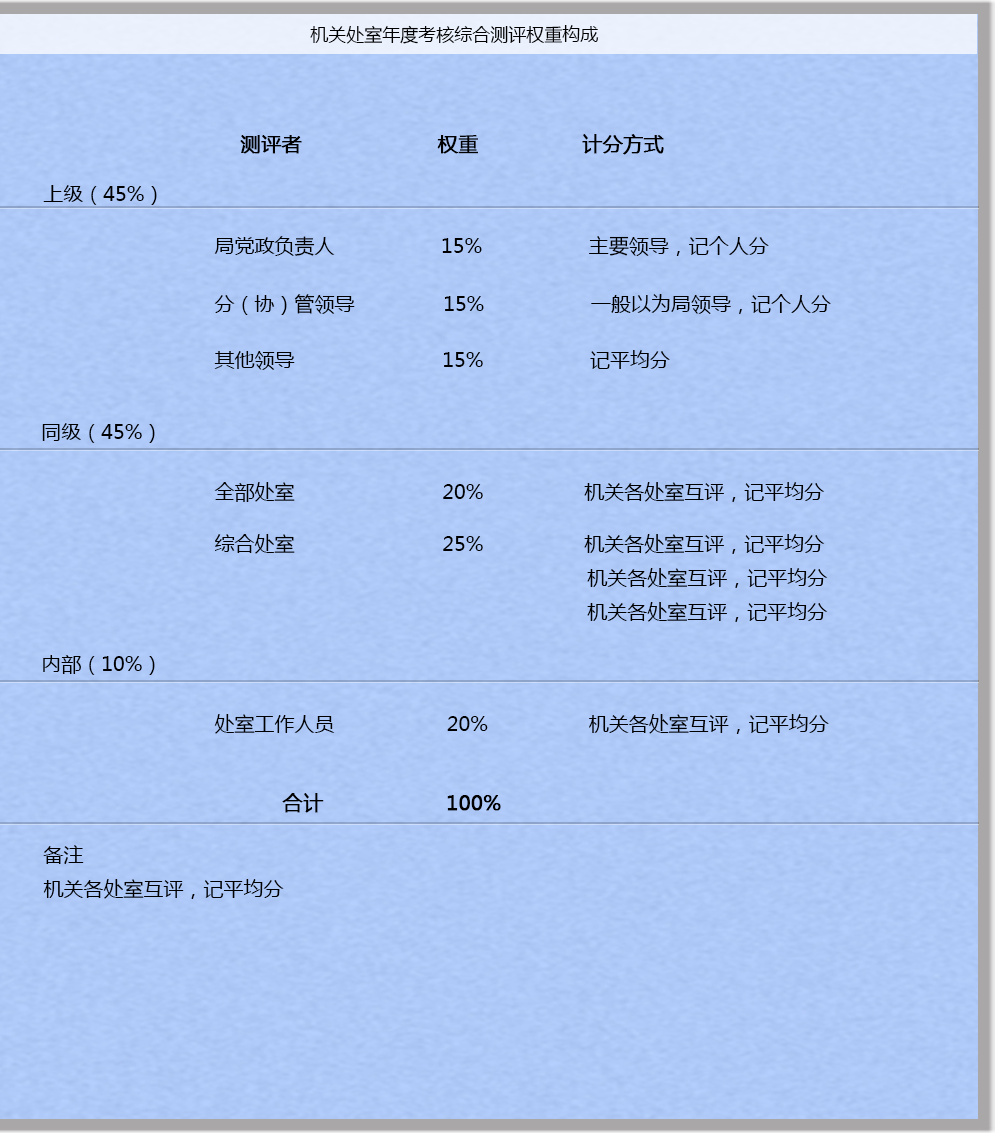 机关处室年度考核综合测评权重构成
测评者 权重 计分方式
上级（45%）
局党政负责人 15% 主要领导，记个人分
分（协）管领导 15% 一般以为局领导，记个人分
其他领导 15% 记平均分
同级（45%）
全部处室 20% 机关各处室互评，记平均分
综合处室 25% 机关各处室互评，记平均分
机关各处室互评，记平均分
机关各处室互评，记平均分
内部（10%）
处室工作人员 20% 机关各处室互评，记平均分
合计 100%
备注
机关各处室互评，记平均分